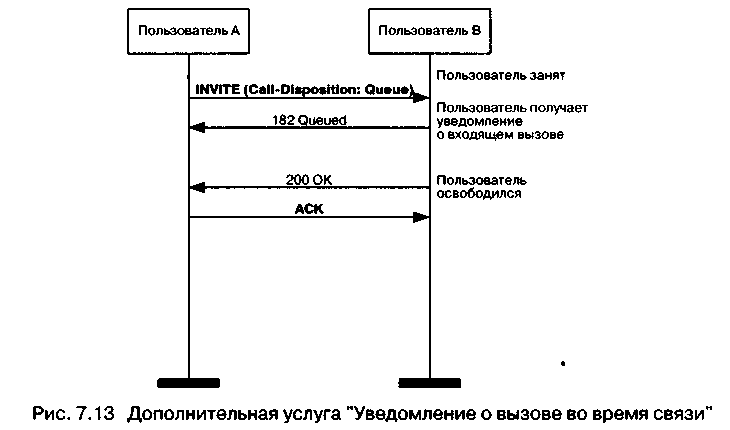 Пользователь A
Пользователь B
Пользователь занят
INVITE (Call-Disposition: Queue)
Пользователь получает
уведомление
о входящем вызове
182 Queued
200 OK
Пользователь
освободился
ACK
Рис. 7.13 Дополнительная услуга "Уведомление о вызове во время связи"